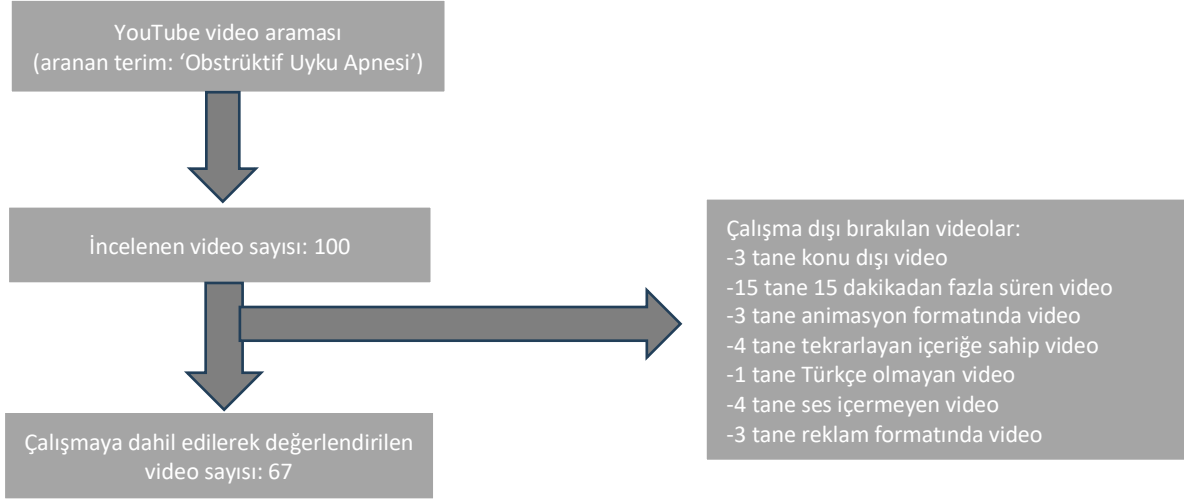 YouTube video araması
(aranan terim: ‘Obstrüktif Uyku Apnesi’)
İncelenen video sayısı: 100
Çalışma dışı bırakılan videolar:
-3 tane konu dışı video
-15 tane 15 dakikadan fazla süren video
-3 tane animasyon formatında video
-4 tane tekrarlayan içeriğe sahip video
-1 tane Türkçe olmayan video
-4 tane ses içermeyen video
-3 tane reklam formatında video
Çalışmaya dahil edilerek değerlendirilen
video sayısı: 67